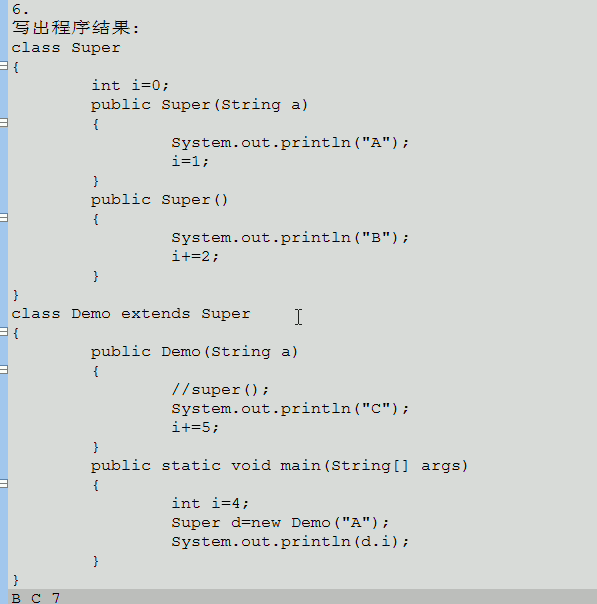 6.
写出程序结果:
class Super
{
int i=0;
public Super(String a)
{
System.out.println("A");
i=1;
}
public Super()
{
System.out.println("B");
i+=2;
}
}
class Demo extends Super
{
public Demo(String a)
{
//super();
System.out.println("C");
i+=5;
}
public static void main(String[] args)
{
int i=4;
Super d=new Demo("A");
System.out.println(d.i);
}
}
B C 7